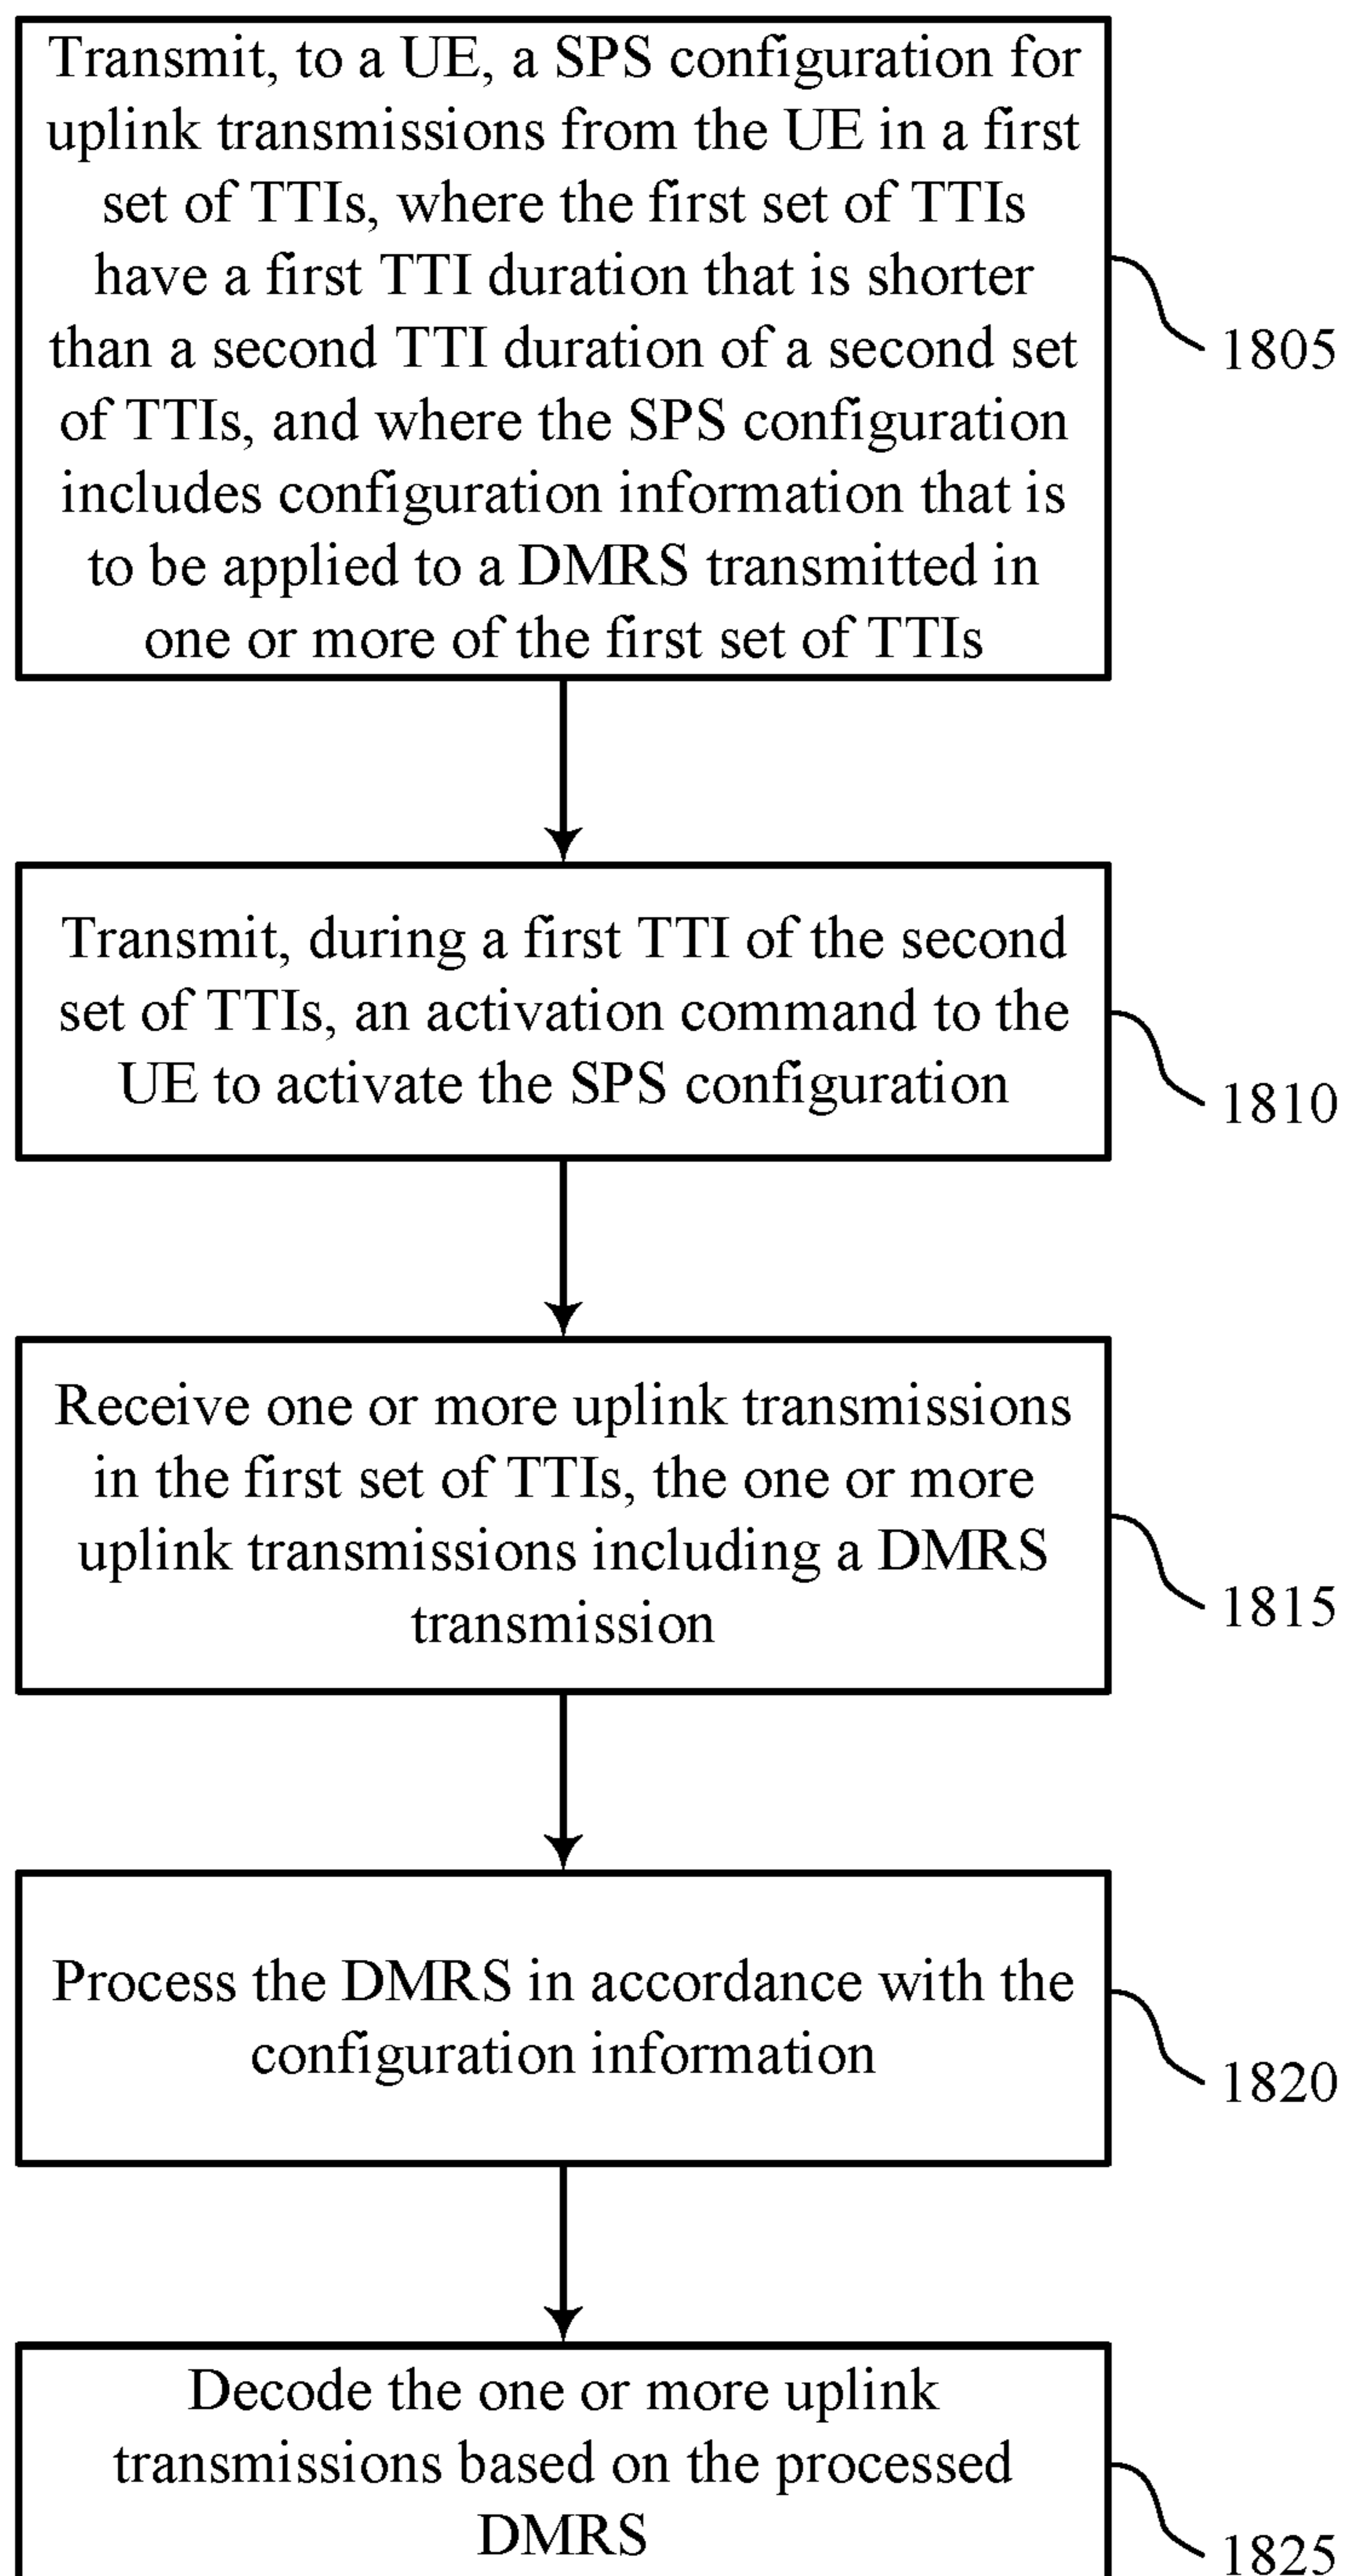 Transmit, to a UE, a SPS configuration for
uplink transmissions from the UE in a first
set of TTIs, where the first set of TTIs
have a first TTI duration that is shorter
than a second TTI duration of a second set
of TTIs, and where the SPS configuration
includes configuration information that is
to be applied to a DMRS transmitted in
one or more of the first set of TTIs
1805
Transmit, during a first TTI of the second
set of TTIs, an activation command to the
UE to activate the SPS configuration
1810
Receive one or more uplink transmissions
in the first set of TTIs, the one or more
uplink transmissions including a DMRS
transmission
1815
Process the DMRS in accordance with the
configuration information
1820
Decode the one or more uplink
transmissions based on the processed
DMRS
1825